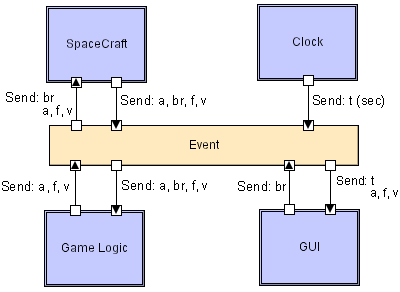 SpaceCraft
Clock
Send: br
a, f, v
Send: a, br, f, v
Send: t (sec)
Event
Send: a, f, v
Send: a, br, f, v
Send: br
Send: t
a, f, v
Game Logic
GUI